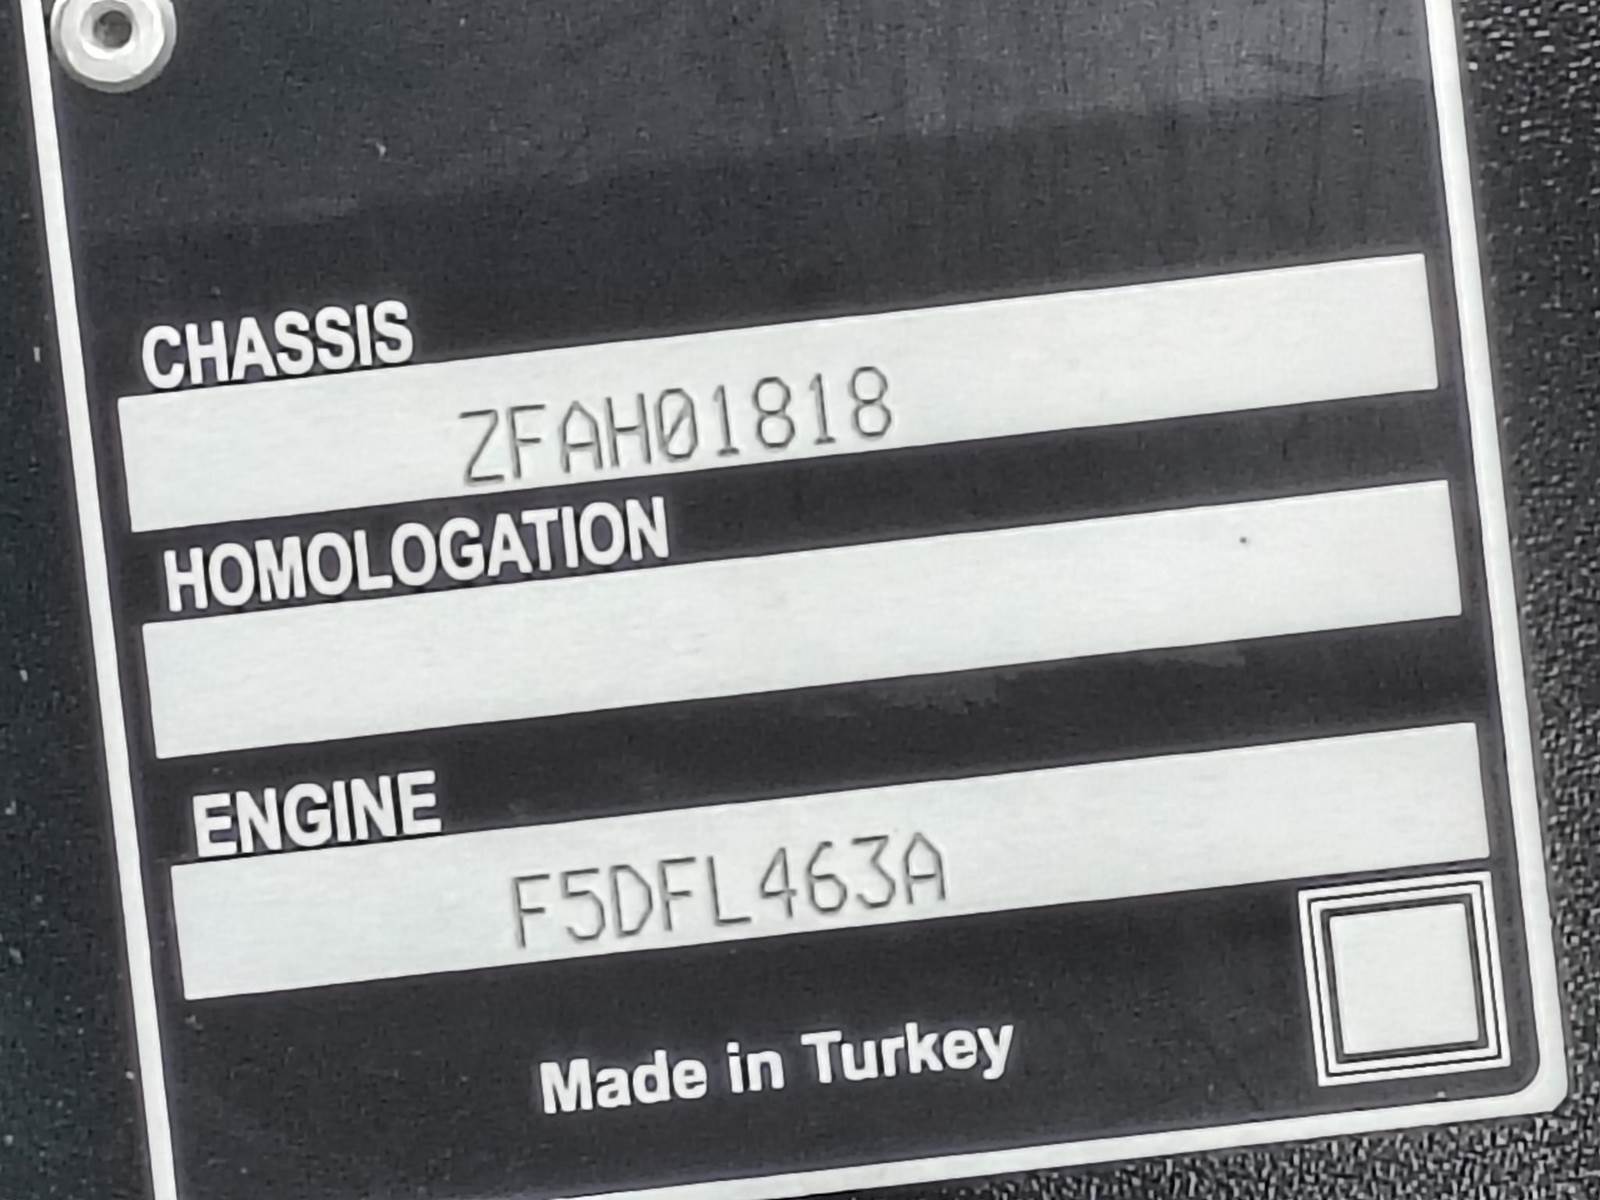 CHASSIS
ZFAH01818
HOMOLOGATION
ENGINE
F5DFL463A
Made in Turkey